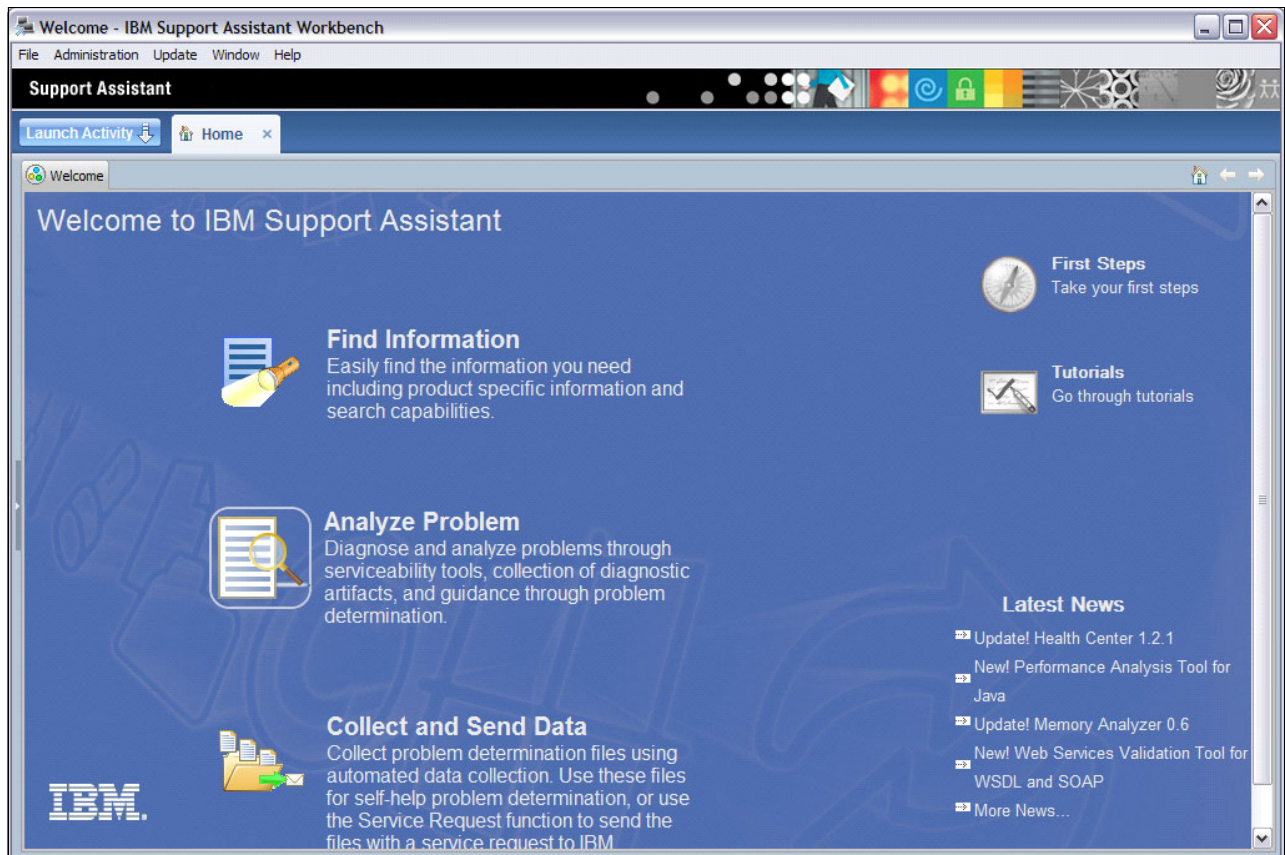 Welcome - IBM Support Assistant Workbench
File Administration Update Window Help
Support Assistant
Launch Activity
Home
Welcome
Welcome to IBM Support Assistant
First Steps
Take your first steps
Find Information
Easily find the information you need
including product specific information and
search capabilities.
Tutorials
Go through tutorials
Analyze Problem
Diagnose and analyze problems through
serviceability tools, collection of diagnostic
artifacts, and guidance through problem
determination.
Latest News
Update! Health Center 1.2.1
New! Performance Analysis Tool for
Java
Update! Memory Analyzer 0.6
New! Web Services Validation Tool for
WSDL and SOAP
More News...
Collect and Send Data
Collect problem determination files using
automated data collection. Use these files
for self-help problem determination, or use
the Service Request function to send the
files with a service request to IBM
IBM.